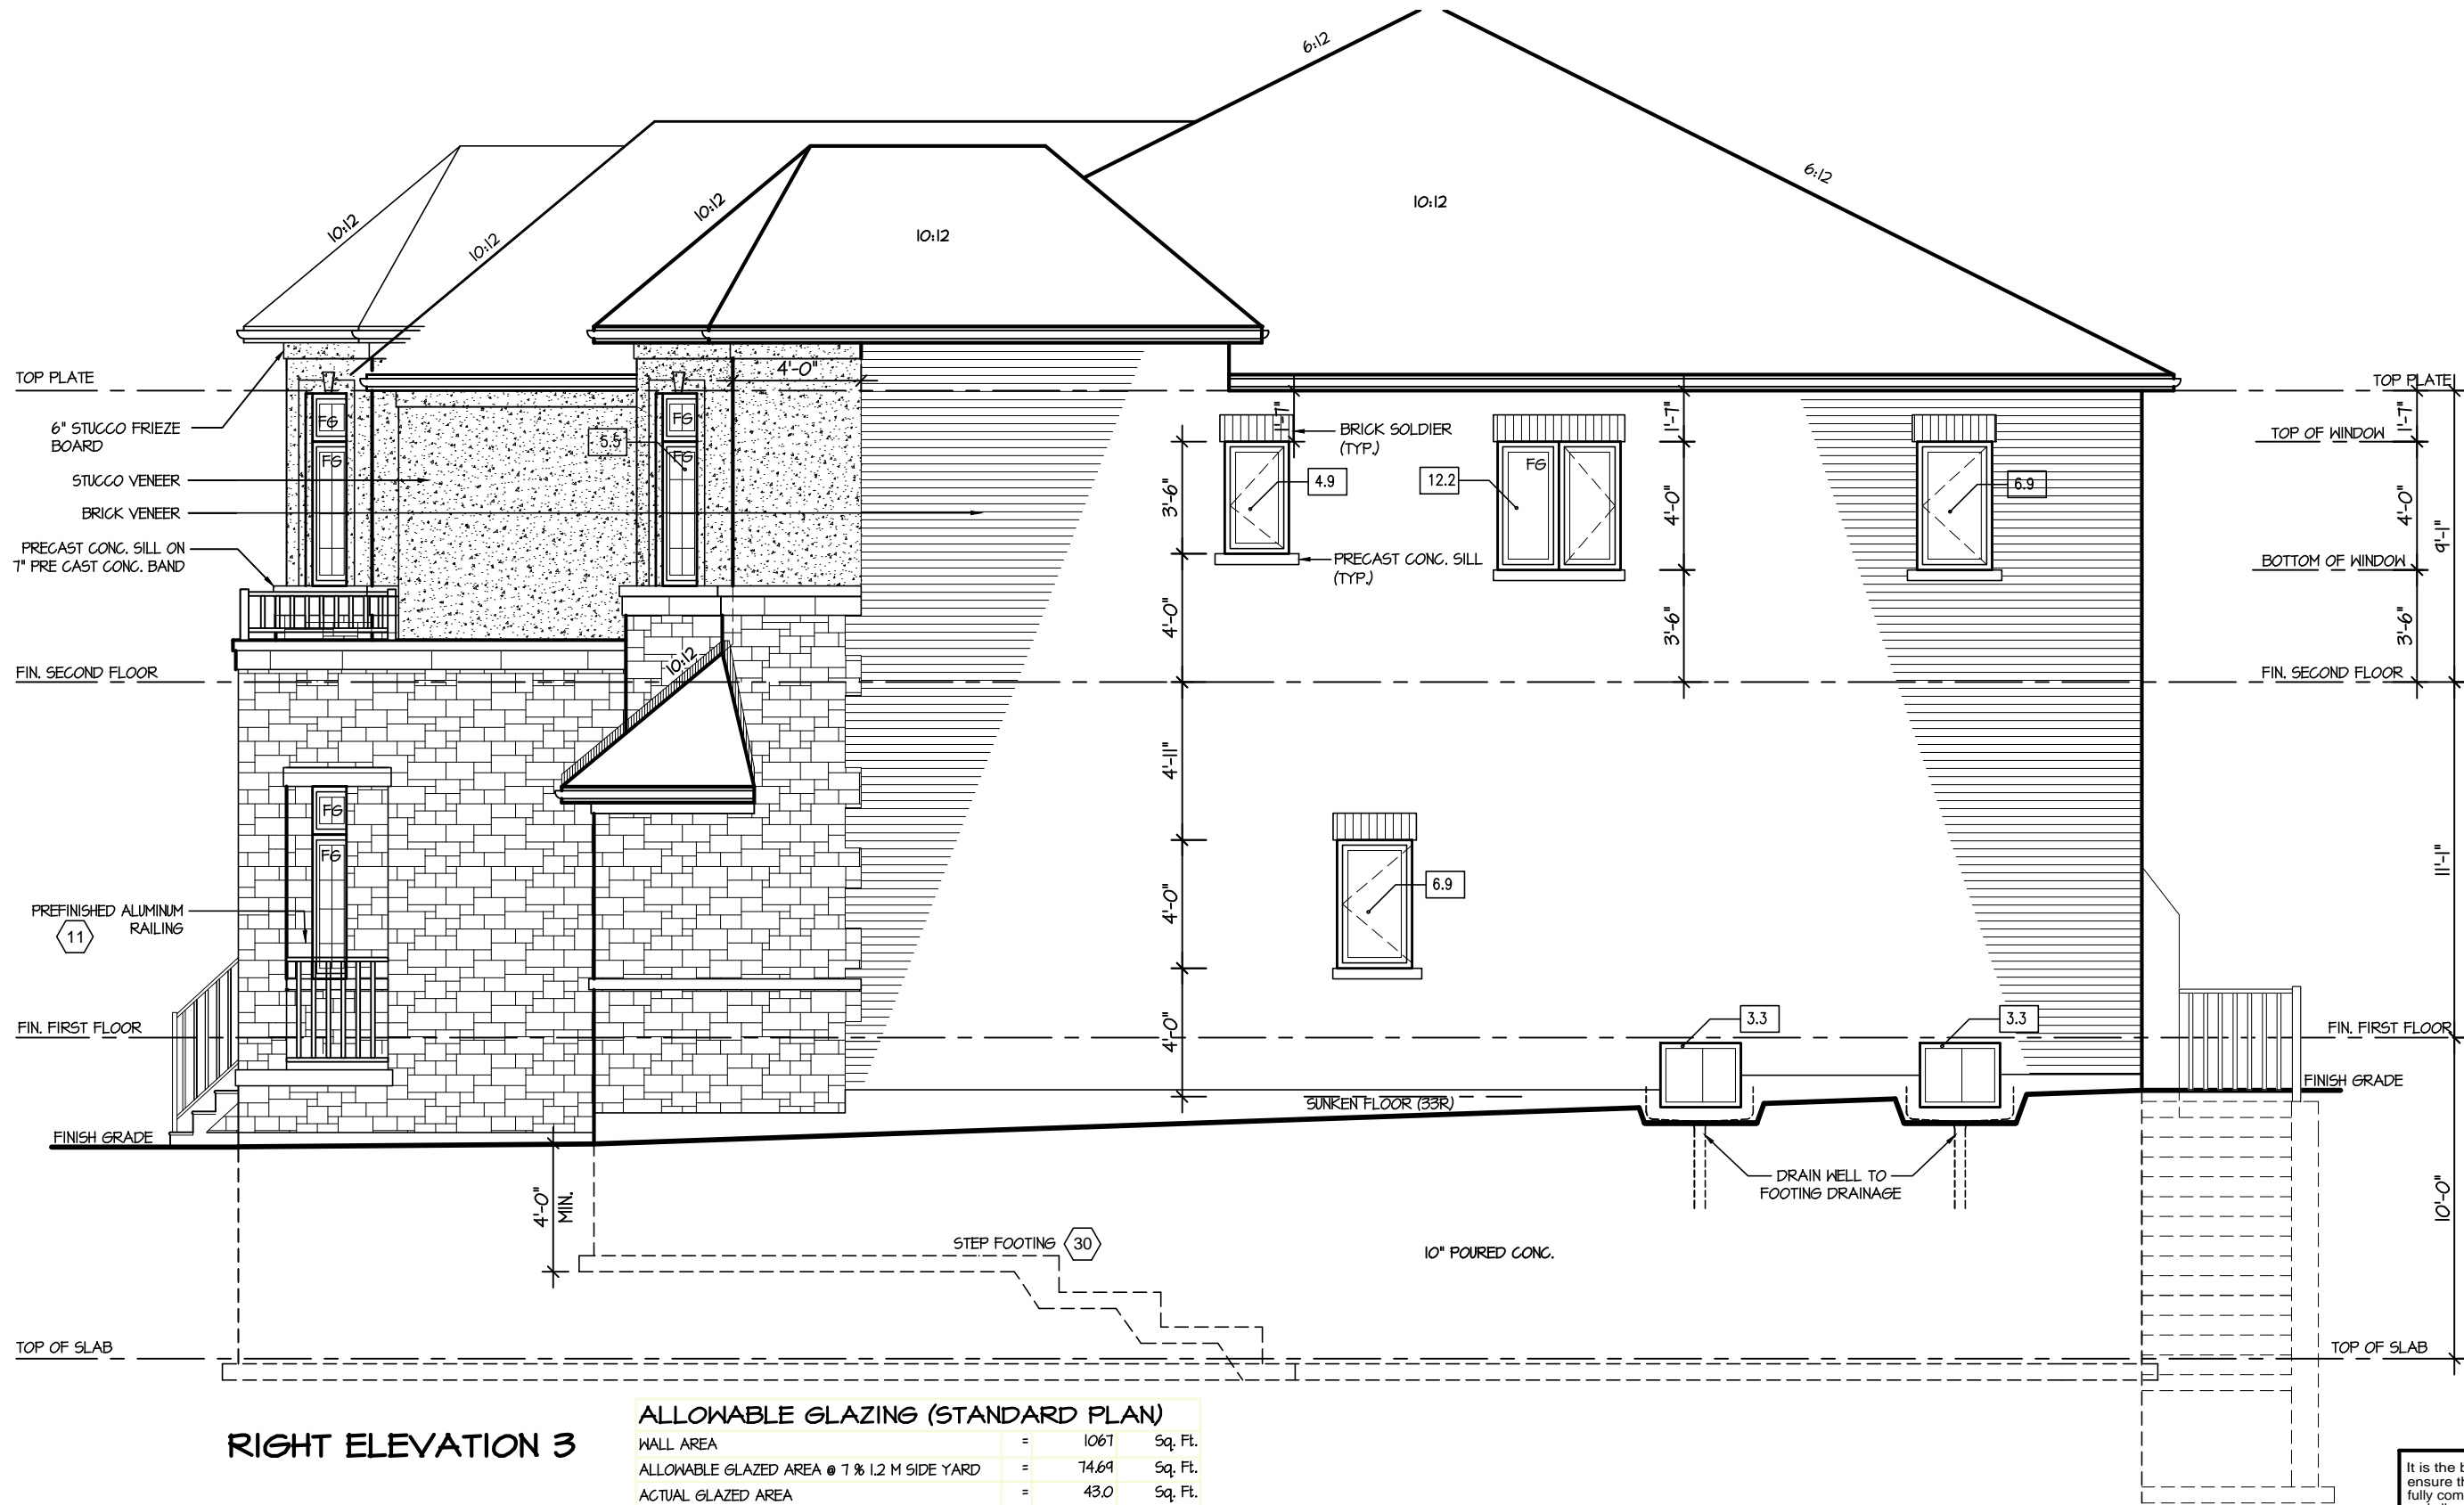 6:12
6:12
10:12
10:12
10:12
10:12
10:12
TOP PLATE
4'-0"
TOP PLATE
FG
FG
6" STUCCO FRIEZE
BOARD
1'-7"
BRICK SOLDIER
(TYP.)
1'-7"
1'-7"
TOP OF WINDOW
5.5
FG
FG
FG
STUCCO VENEER
3'-6"
4.9
12.2
4'-0"
6.9
4'-0"
9'-1"
BRICK VENEER
PRECAST CONC. SILL ON
7" PRE CAST CONC. BAND
PRECAST CONC. SILL
(TYP.)
BOTTOM OF WINDOW
4'-0"
3'-6"
3'-6"
10:12
FIN. SECOND FLOOR
FIN. SECOND FLOOR
4'-11"
FG
FG
4'-0"
6.9
11'-1"
PREFINISHED ALUMINUM
RAILING
11
FIN. FIRST FLOOR
4'-0"
3.3
3.3
FIN. FIRST FLOOR
FINISH GRADE
SUNKEN FLOOR (33R)
FINISH GRADE
DRAIN WELL TO
FOOTING DRAINAGE
4'-0"
MIN.
10'-0"
STEP FOOTING 30
10" POURED CONC.
TOP OF SLAB
TOP OF SLAB
RIGHT ELEVATION 3
ALLOWABLE GLAZING (STANDARD PLAN)
WALL AREA = 1067 Sq. Ft.
ALLOWABLE GLAZED AREA @ 7 % 1.2 M SIDE YARD = 74.69 Sq. Ft.
ACTUAL GLAZED AREA = 43.0 Sq. Ft.
It is the
ensure
fully